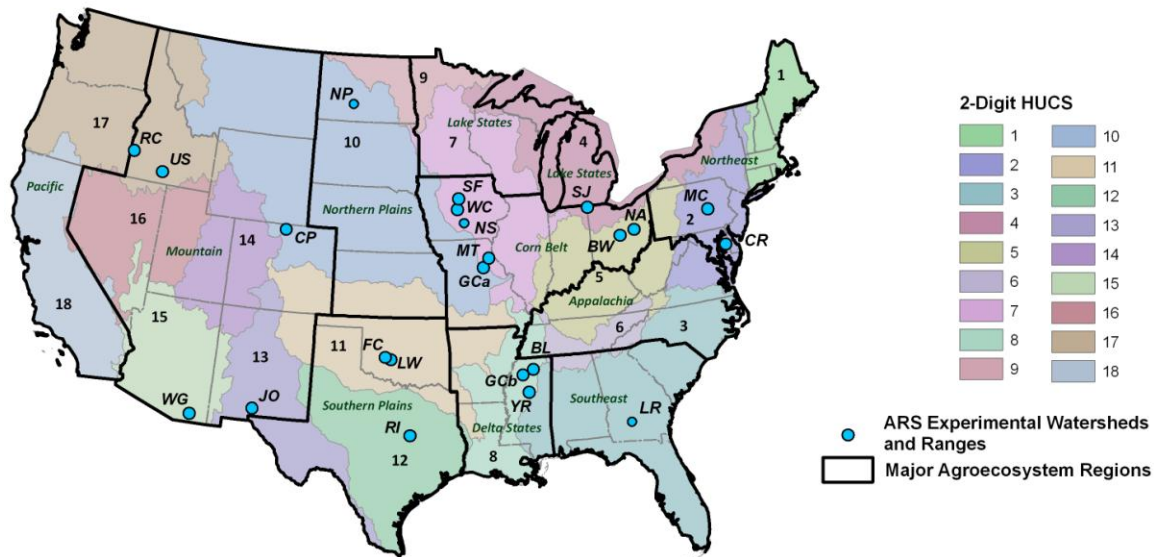 1
9
NP
17
Lake States
4
RC
10
7
US
Lake States
Northeast
Pacific
SF
SJ
MC
WC
NA
2
Northern Plains
NS
16
CP
Corn Belt
BW
CR
Mountain
14
MT
GCa
5
18
Appalachia
15
6
3
11
FC
BL
13
LW
GCb
WG
JO
Southern Plains
YR
Southeast
LR
RI
Delta States
12
8
2-Digit HUCS
1
10
2
11
3
12
4
13
5
14
6
15
7
16
8
17
9
18
ARS Experimental Watersheds
and Ranges
Major Agroecosystem Regions